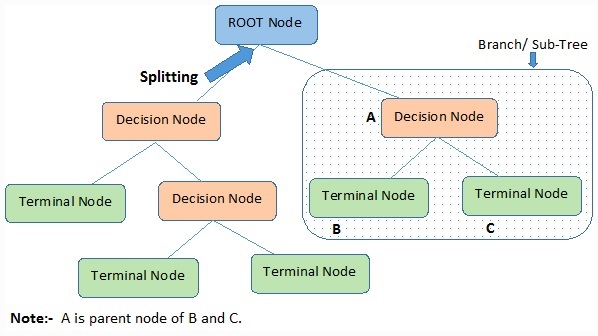 ROOT Node
Branch/ Sub-Tree
Splitting
Decision Node
A
Decision Node
Terminal Node
Decision Node
Terminal Node
Terminal Node
B
C
Terminal Node
Terminal Node
Note:- A is parent node of B and C.